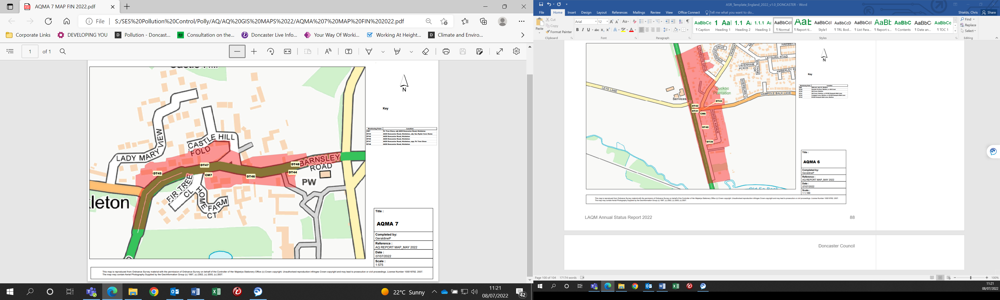 AQMA 7 MAP FIN 2022.pdf
File
S:/SES%20Pollution%20Control/Polly/AQ/AQ%20GIS%20MAPS%202022/AQMA%207%20MAP%20FIN%202022.pdf
Corporate Links
DEVELOPING YOU
Pollution - Doncast...
Consultation on the...
Doncaster Live Info...
Your Way Of Worki...
Working At Height...
Climate and Enviro...
1 of 1
LADY MARY VIEW
CASTLE HILL
FOLD
BARNSLEY
ROAD
DT45
DT47
CM7
DT46
DT48
DT44
PW
FIR TREE
CL
HOME
FARM
CT
kleton
N
Key
Monitoring Point Location
CM7 Fir Tree Close, adj A635 Doncaster Road, Hickleton
DT44 A635 Doncaster Road, Hickleton, adj. Sue Ryder Care Home
DT45 A635 Doncaster Road, Hickleton
DT46 A635 Doncaster Road, Hickleton
DT47 A635 Doncaster Road, Hickleton, opp. Fir Tree Close
DT48 A635 Doncaster Road, Hickleton
Title :
AQMA 7
Completed by:
GeraldineP
Reference :
AQ REPORT MAP_MAY 2022
Date :
07/07/2022
Scale :
1:575
This map is reproduced from Ordnance Survey material with the permission of Ordnance Survey on behalf of the Controller of Her Majestys Stationery Office (c) Crown copyright. Unauthorised reproduction infringes Crown copyright and may lead to prosecution or civil proceedings. License Number 100019782. 2007.
The map may contain Aerial Photography Supplied by the GeoInformation Group (c) 1997, (c) 2002, (c) 2005, (c) 2007.
22°C Sunny
11:21
08/07/2022
42
ASR_Template_England_2022_v1.0_DONCASTER - Word
File Home Insert Design Layout References Mailings Review View Office Connect Tell me what you want to do...
Shields, Chris Share
Paste
Cut
Copy
Format Painter
Clipboard
Arial 12
Font
Paragraph
AaBbCc 1 Aa 1.1 A 1.1.1 Aa AaBbCcI Aat AaBbCcI AaBbCcD AaBbCcI AaBb AaBbC AaBbC AaBbCc
Caption Heading 1 Heading 2 Heading 3 Normal Report ti... Style1 TRL Bod... List Para... Report s... Contents Date an... TOC 1
Styles
Find
Replace
Select
Editing
CRABGATE DRIVE
SHERWOOD DRIVE
LEYBURN ROAD
LAVENHAM
PLACE
WALTHAM
DR
SHERBURN CL
HAMPOLE BALK LANE
Cuckoo
Plantation
LEYS LANE
Services
DT43
DT42
DT41
CM6
HOWDEN AVENUE
DT40
DT39
N
Key
Title :
AQMA 6
Completed by:
GeraldineP
Reference :
AQ REPORT MAP_MAY 2022
Date :
07/07/2022
Scale :
1:1,189
This map is reproduced from Ordnance Survey material with the permission of Ordnance Survey on behalf of the Controller of Her Majestys Stationery Office (c) Crown copyright. Unauthorised reproduction infringes Crown copyright and may lead to prosecution or civil proceedings. License Number 100019782. 2007.
The map may contain Aerial Photography Supplied by the GeoInformation Group (c) 1997, (c) 2002, (c) 2005, (c) 2007.
LAQM Annual Status Report 2022
88
Doncaster Council
Page 100 of 104 17174 words
100%
11:21
08/07/2022